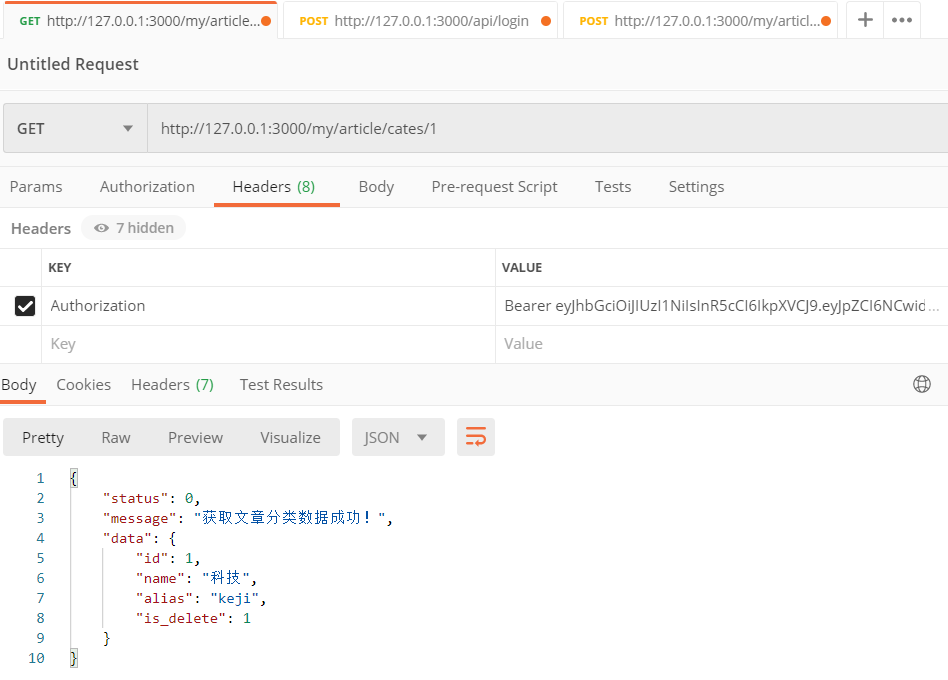 GET http://127.0.0.1:3000/my/article... POST http://127.0.0.1:3000/api/login POST http://127.0.0.1:3000/my/articl... + •••
Untitled Request
GET http://127.0.0.1:3000/my/article/cates/1
Params Authorization Headers (8) Body Pre-request Script Tests Settings
Headers 7 hidden
KEY VALUE
Authorization Bearer eyJhbGciOiJIUzI1NiIsInR5cCI6IkpXVCJ9.eyJpZCI6NCwid...
Key Value
Body Cookies Headers (7) Test Results
Pretty Raw Preview Visualize JSON
1 {
2 "status": 0,
3 "message": "获取文章分类数据成功！",
4 "data": {
5 "id": 1,
6 "name": "科技",
7 "alias": "keji",
8 "is_delete": 1
9 }
10 }